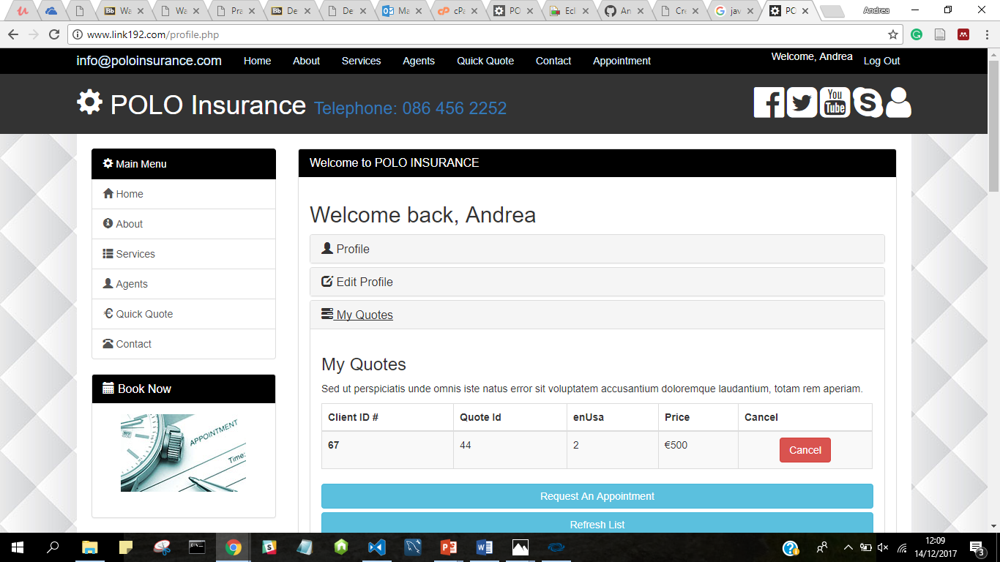 Wa
Wa
Pra
De
De
Ma
cPa
PO
Ecl
An
Cre
jav
PO
Andrea
www.link192.com/profile.php
info@poloinsurance.com Home About Services Agents Quick Quote Contact Appointment Welcome, Andrea Log Out
POLO Insurance Telephone: 086 456 2252
You Tube
Main Menu
Home
About
Services
Agents
Quick Quote
Contact
Book Now
APPOINTMENT
Time:
Welcome to POLO INSURANCE
Welcome back, Andrea
Profile
Edit Profile
My Quotes
My Quotes
Sed ut perspiciatis unde omnis iste natus error sit voluptatem accusantium doloremque laudantium, totam rem aperiam.
Client ID # Quote Id enUsa Price Cancel
67 44 2 €500 Cancel
Request An Appointment
Refresh List
12:09
14/12/2017
3